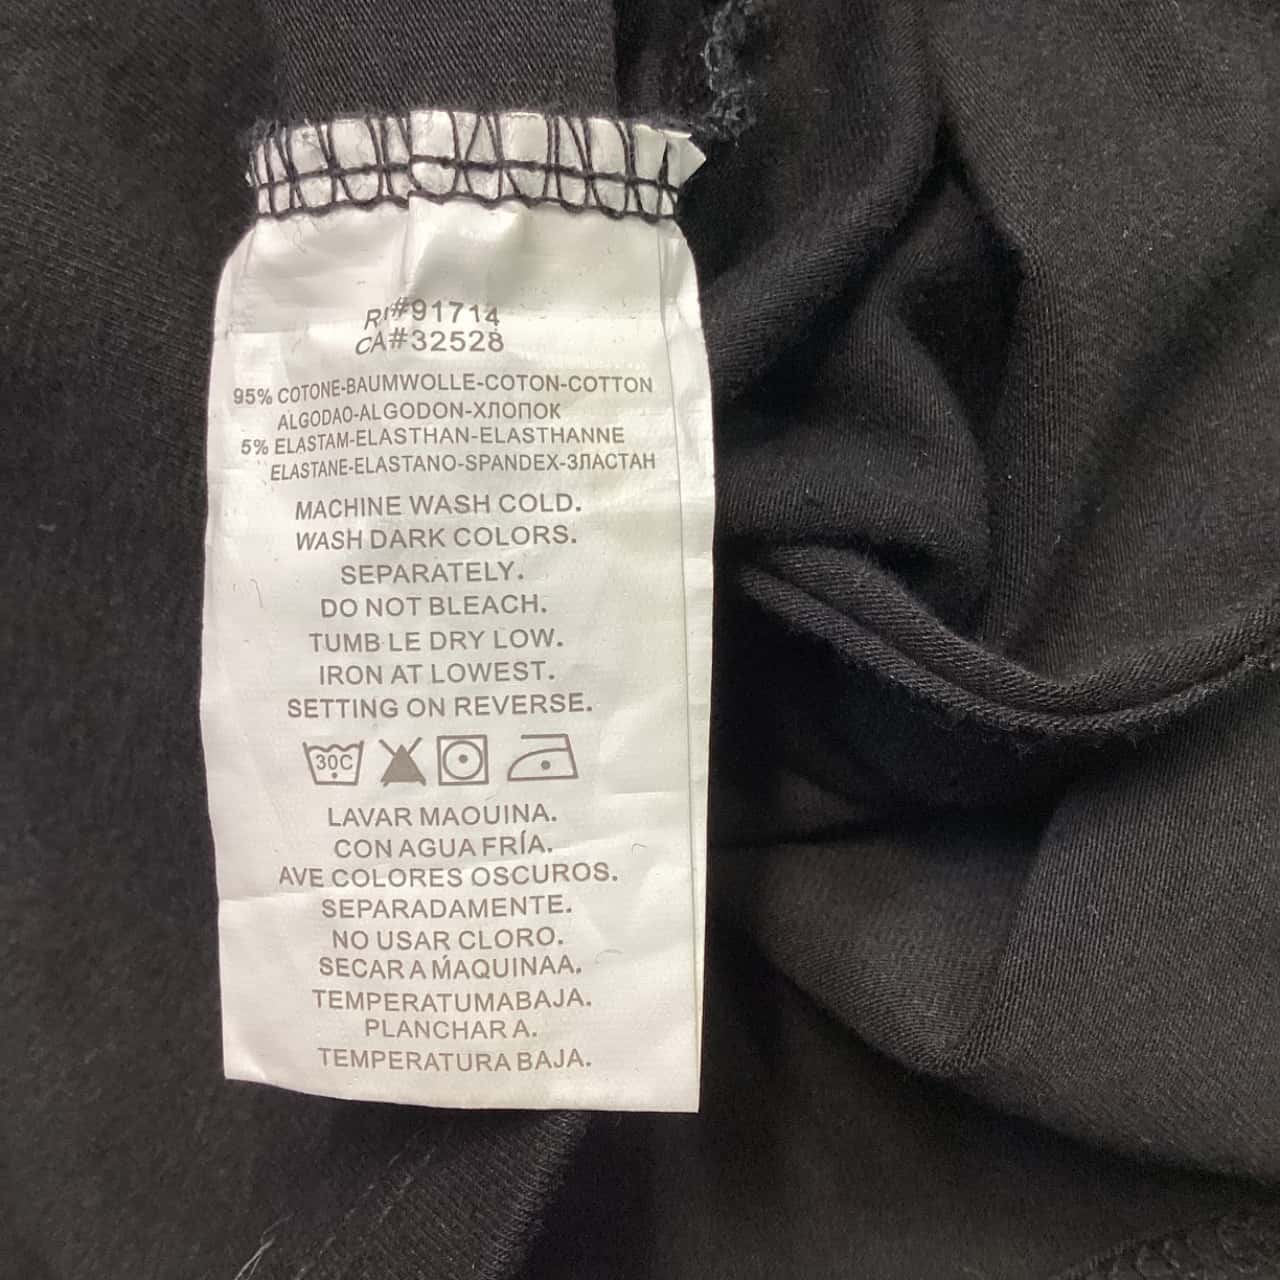 RN#91714
CA#32528
95% COTONE-BAUMWOLLE-COTON-COTTON
ALGODAO-ALGODON-ХЛОПОК
5% ELASTAM-ELASTHAN-ELASTHANNE
ELASTANE-ELASTANO-SPANDEX-ЗЛАСТАН
MACHINE WASH COLD.
WASH DARK COLORS.
SEPARATELY.
DO NOT BLEACH.
TUMB LE DRY LOW.
IRON AT LOWEST.
SETTING ON REVERSE.
30C
LAVAR MAOUINA.
CON AGUA FRÍA.
AVE COLORES OSCUROS.
SEPARADAMENTE.
NO USAR CLORO.
SECAR A ḾAQUINAA.
TEMPERATUMABAJA.
PLANCHAR A.
TEMPERATURA BAJA.